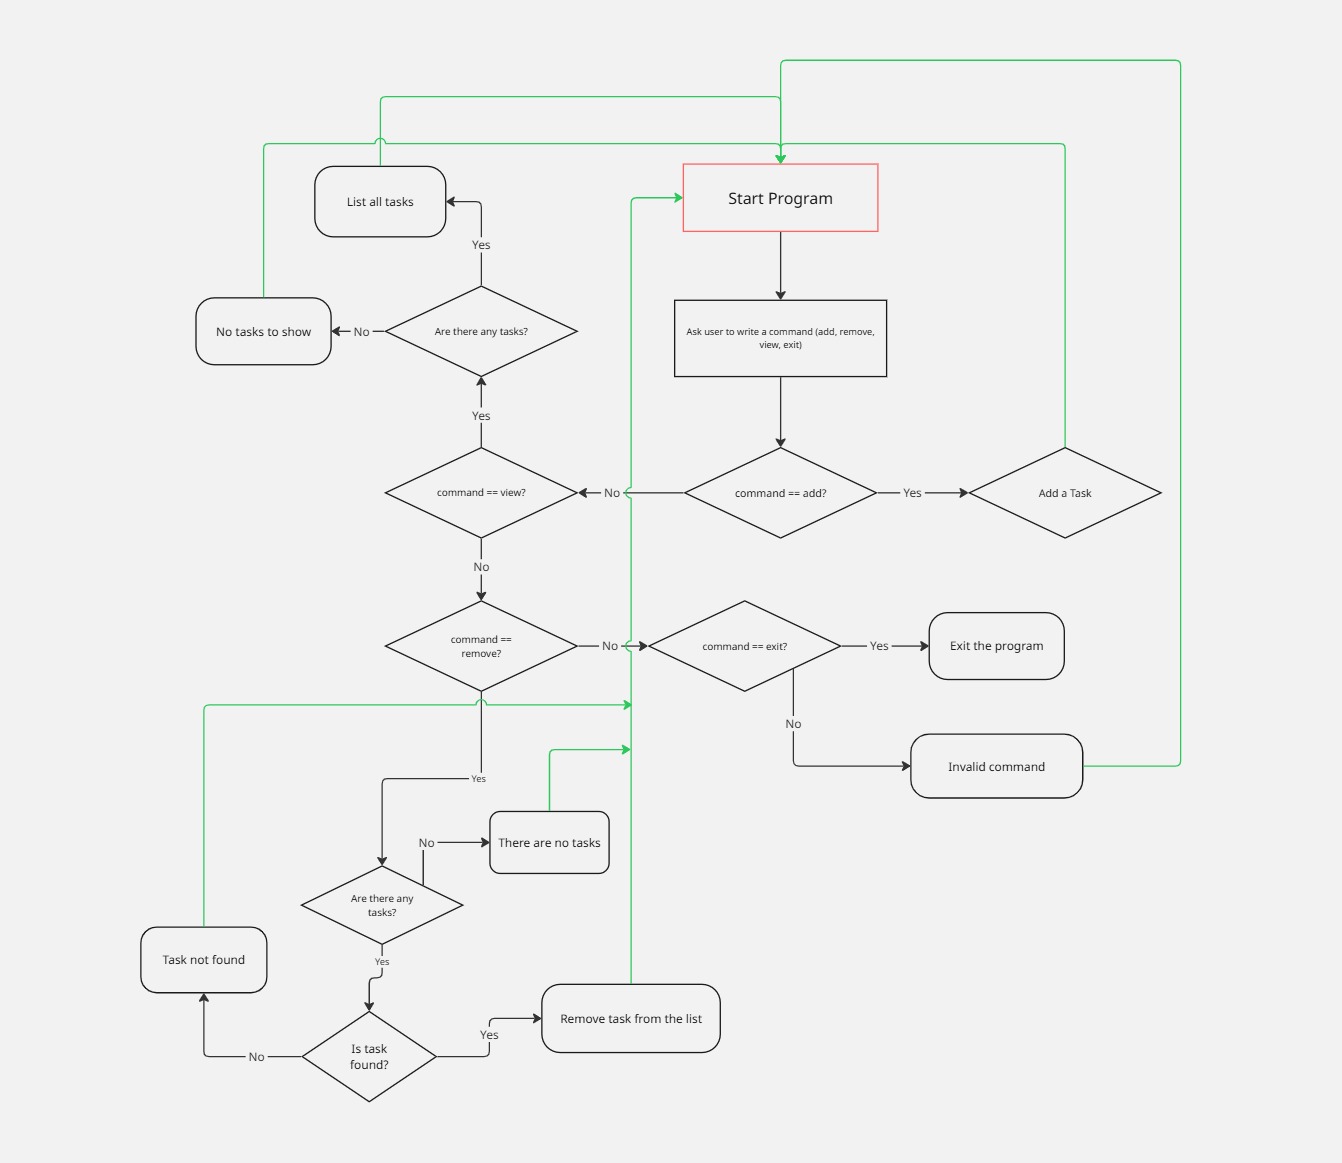 Start Program
List all tasks
Yes
No tasks to show
No
Are there any tasks?
Ask user to write a command (add, remove,
view, exit)
Yes
command == view?
No
command == add?
Yes
Add a Task
No
command ==
remove?
No
command == exit?
Yes
Exit the program
No
Invalid command
Yes
No
There are no tasks
Are there any
tasks?
Yes
Task not found
Remove task from the list
Yes
No
Is task
found?